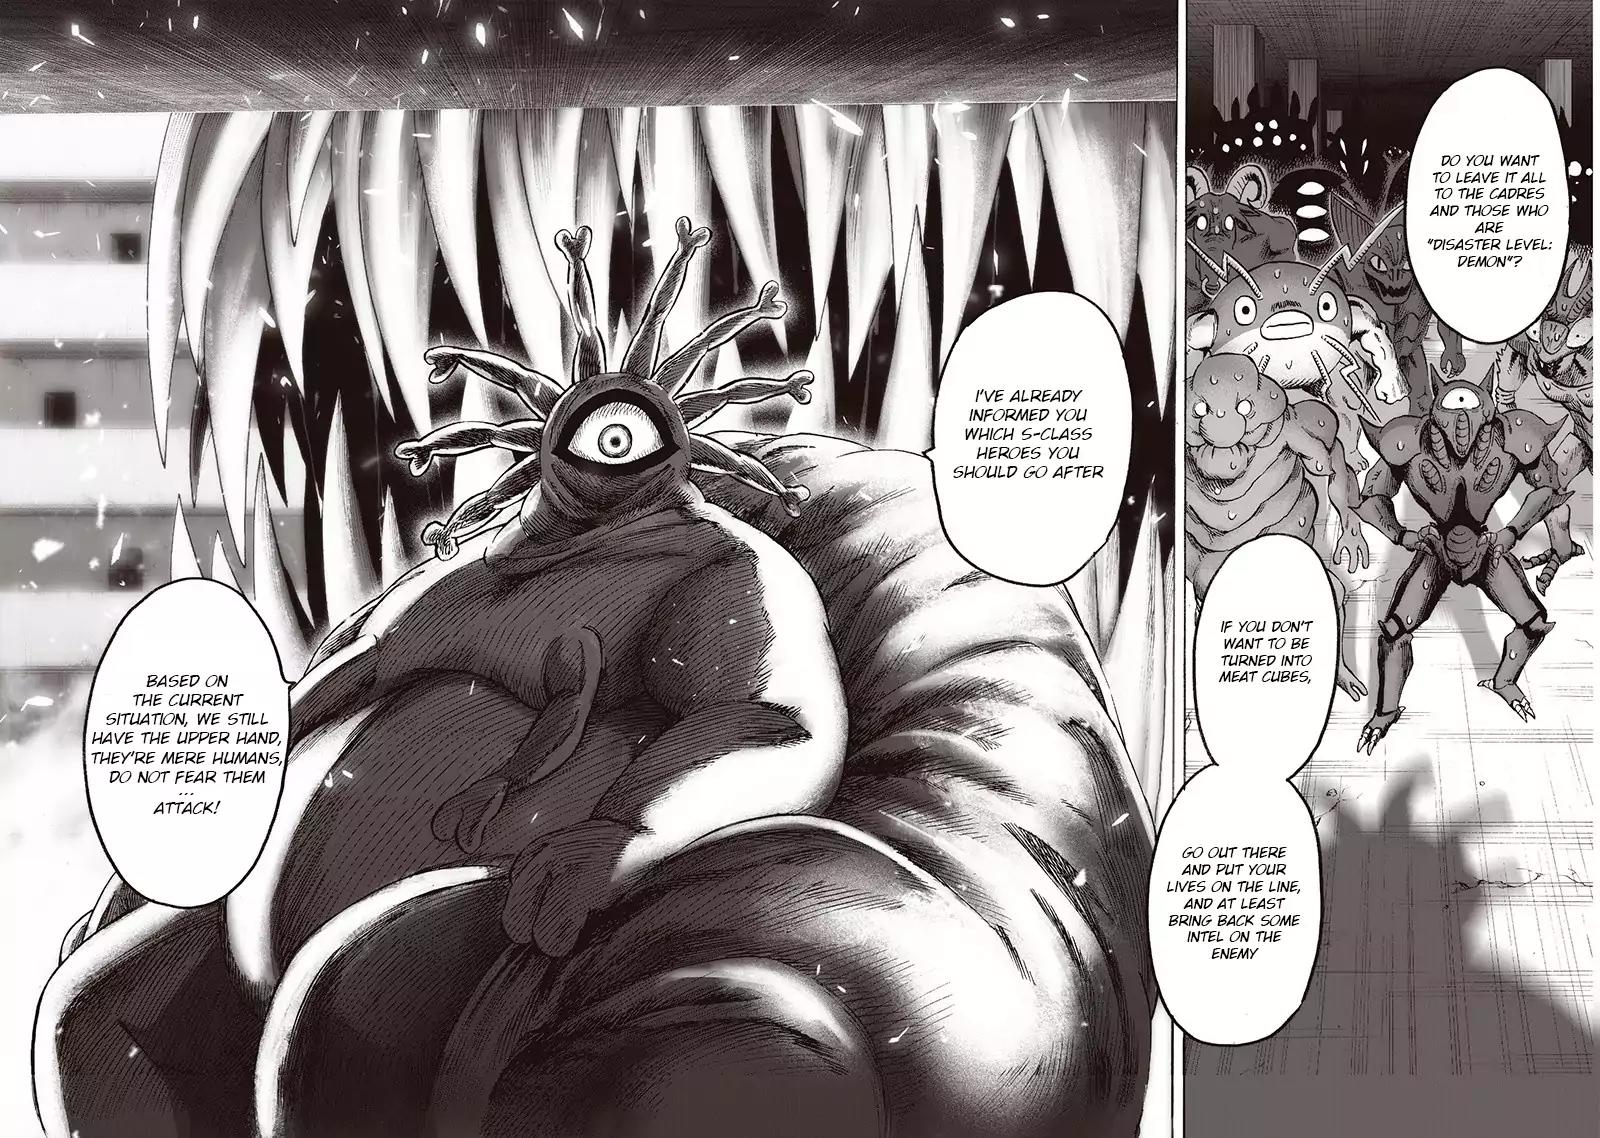 DO YOU WANT
TO LEAVE IT ALL
TO THE CADRES
AND THOSE WHO
ARE
"DISASTER LEVEL:
DEMON"?
IF YOU DON'T
WANT TO BE
TURNED INTO
MEAT CUBES,
GO OUT THERE
AND PUT YOUR
LIVES ON THE LINE,
AND AT LEAST
BRING BACK SOME
INTEL ON THE
ENEMY
I'VE ALREADY
INFORMED YOU
WHICH S-CLASS
HEROES YOU
SHOULD GO AFTER
BASED ON
THE CURRENT
SITUATION, WE STILL
HAVE THE UPPER HAND,
THEY'RE MERE HUMANS,
DO NOT FEAR THEM
...
ATTACK!